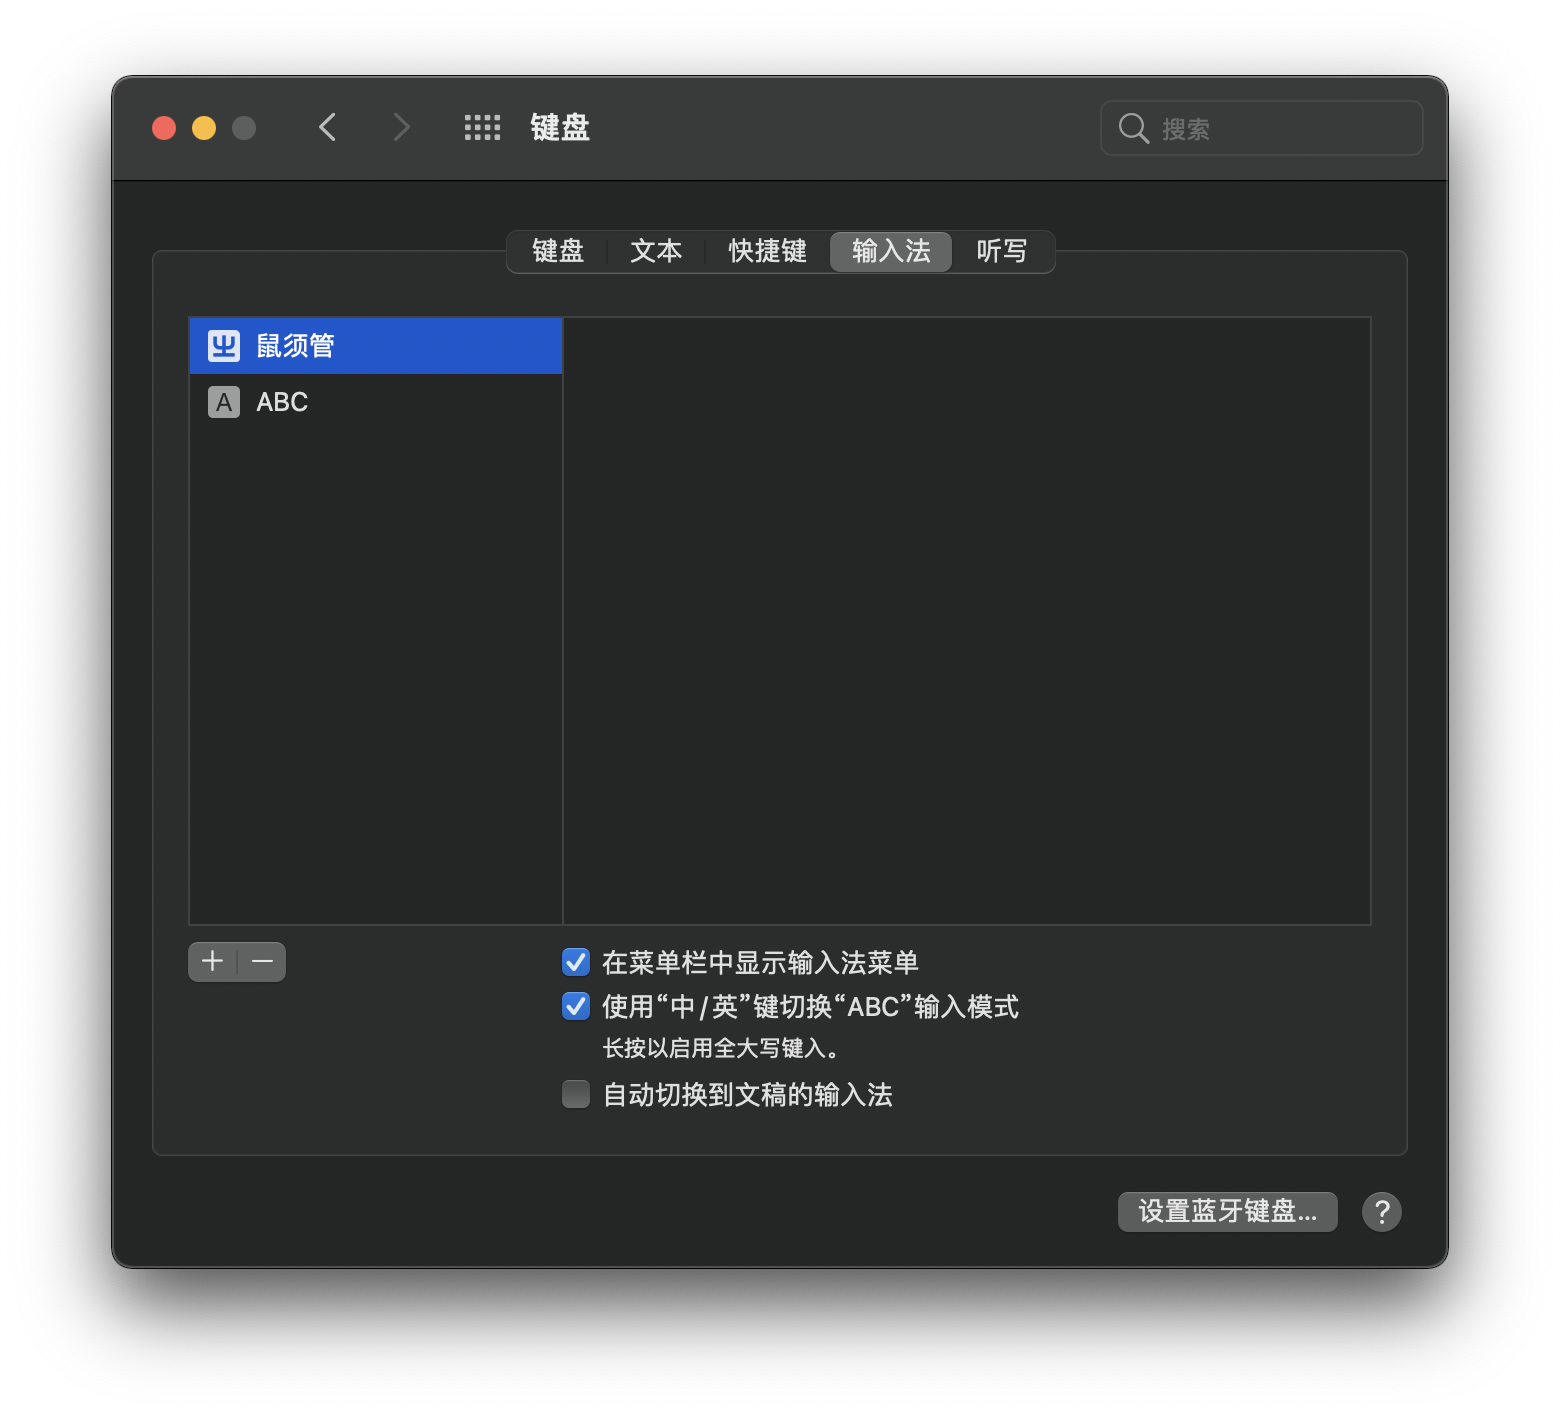 键盘
搜索
键盘 文本 快捷键 输入法 听写
鼠须管
A ABC
在菜单栏中显示输入法菜单
使用“中/英”键切换“ABC”输入模式
长按以启用全大写键入。
自动切换到文稿的输入法
设置蓝牙键盘... ?